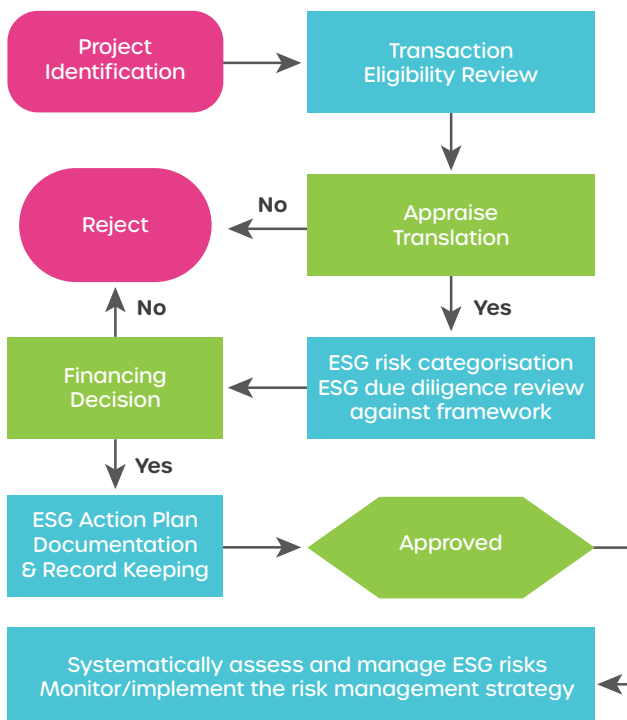 Project
Identification
Transaction
Eligibility Review
No
Reject
Appraise
Translation
No
Yes
Financing
Decision
ESG risk categorisation
ESG due diligence review
against framework
Yes
ESG Action Plan
Documentation
& Record Keeping
Approved
Systematically assess and manage ESG risks
Monitor/implement the risk management strategy